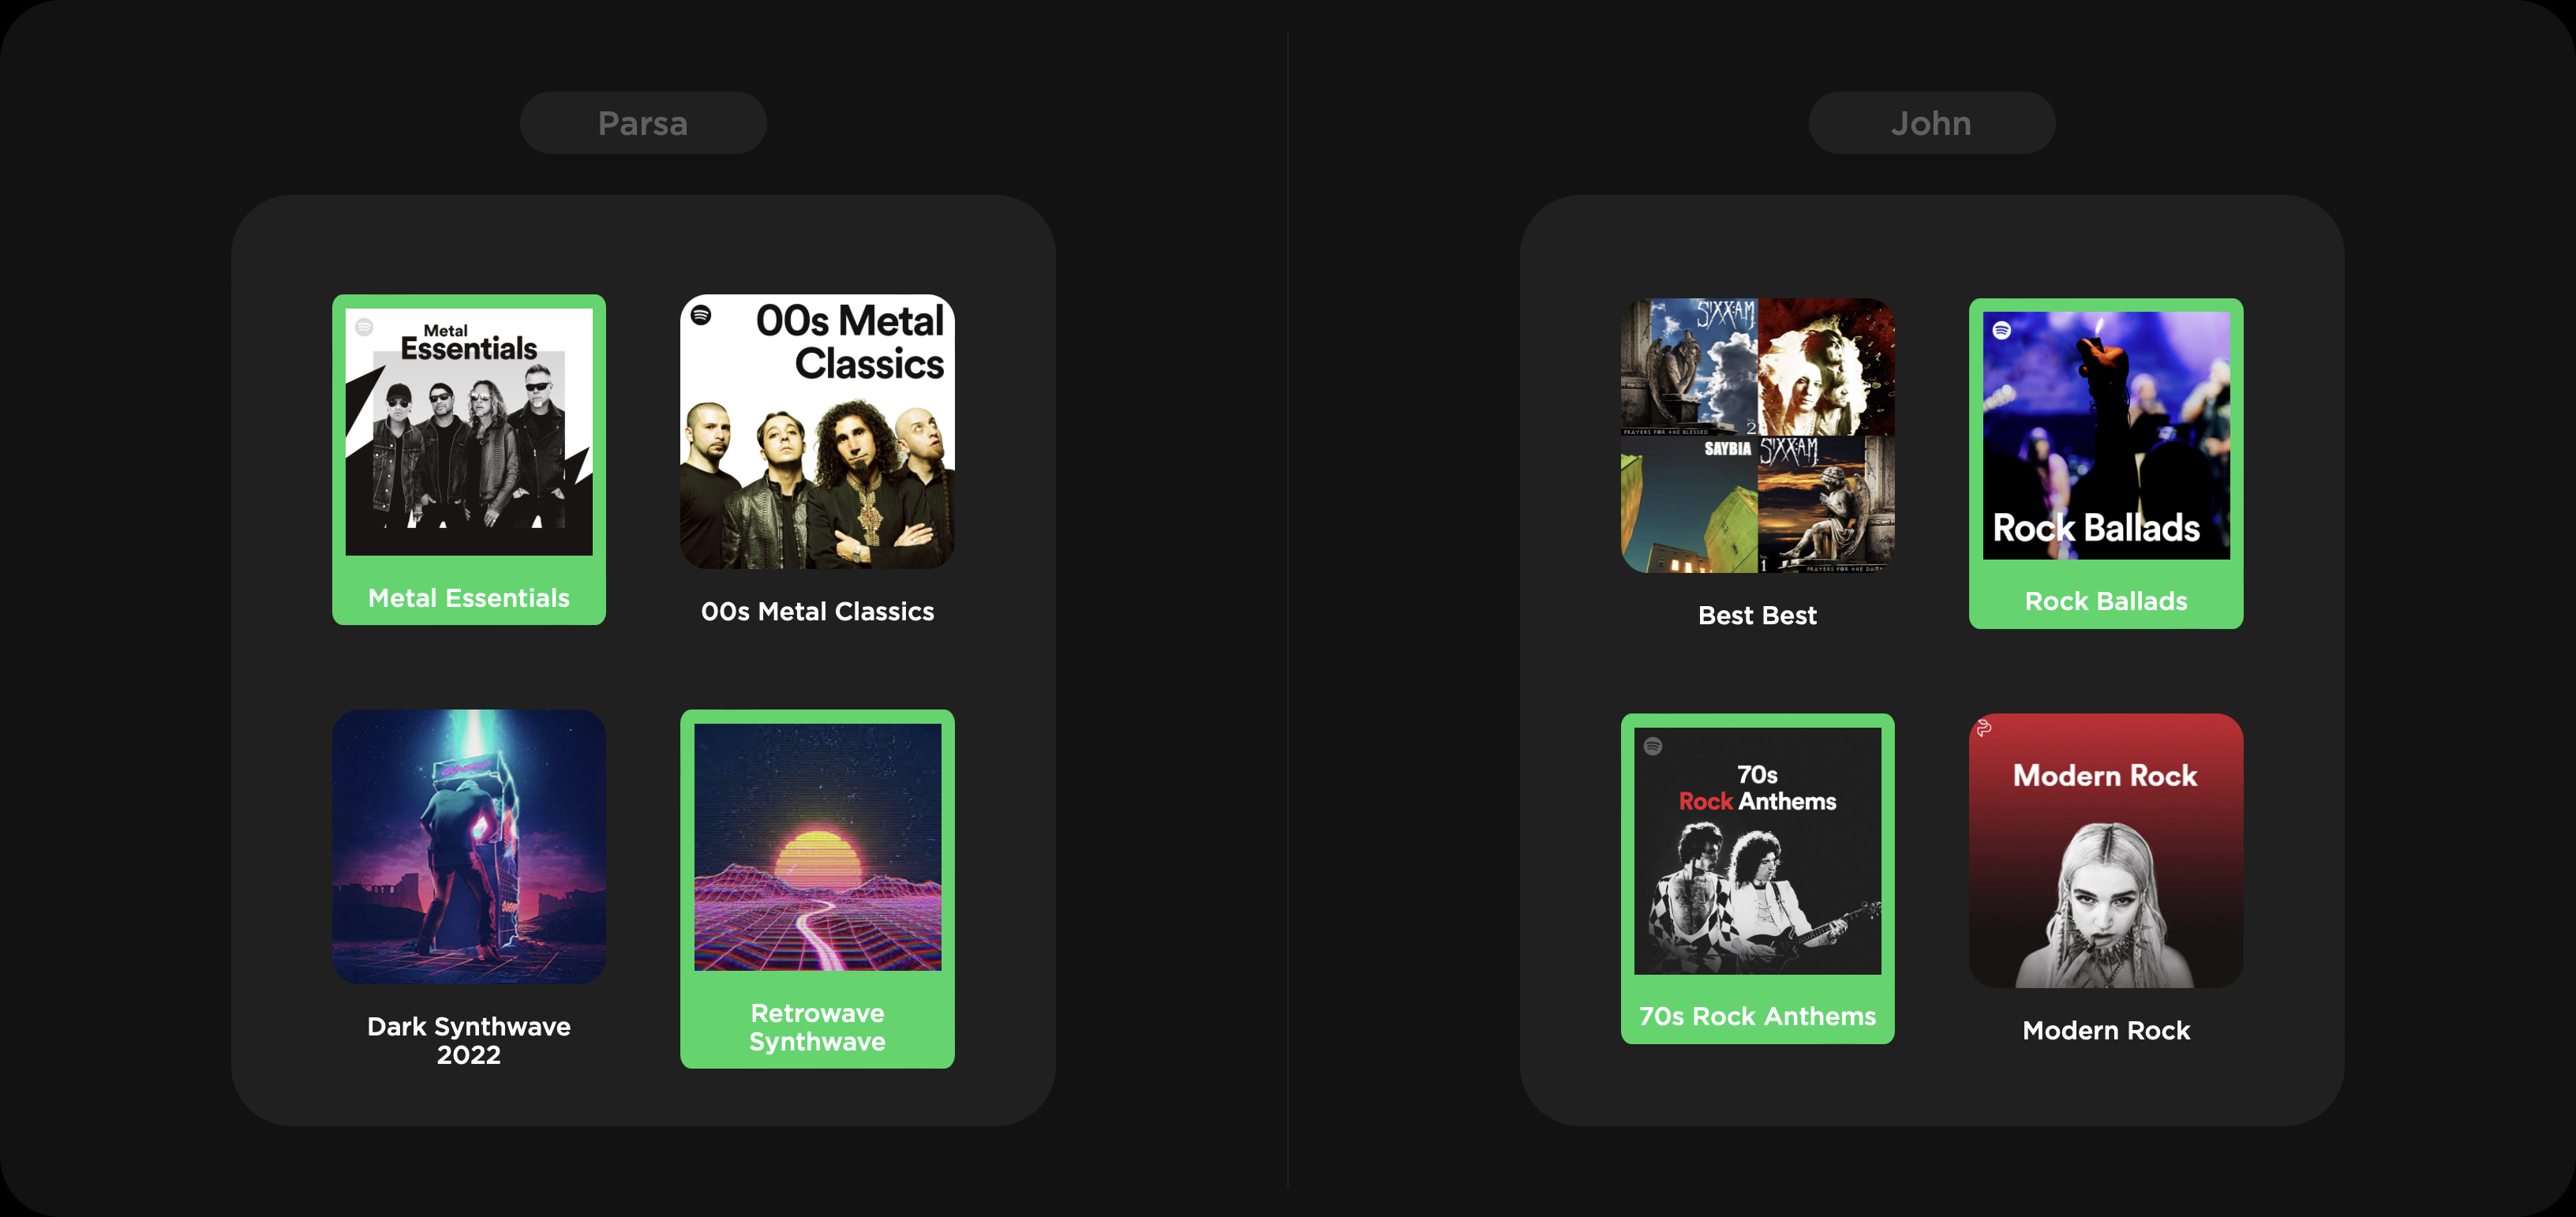 Parsa
Metal
Essentials
Metal Essentials
00s Metal
Classics
00s Metal Classics
Dark Synthwave
2022
Retrowave
Synthwave
John
SIXX:A.M.
PRAYERS FOR THE BLESSED
2
SAYBIA
SIXX:A.M.
1
PRAYERS FOR THE DAMNED
Best Best
Rock Ballads
Rock Ballads
70s
Rock Anthems
70s Rock Anthems
Modern Rock
Modern Rock